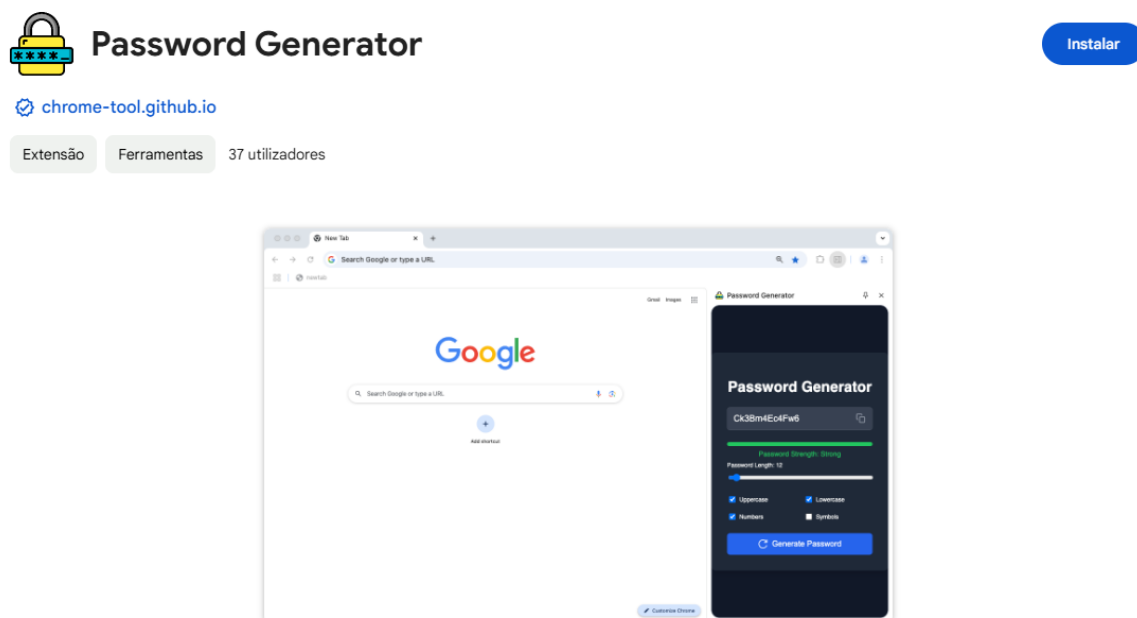 ****_
Password Generator
Instalar
chrome-tool.github.io
Extensão Ferramentas 37 utilizadores
New Tab
Search Google or type a URL
newtab
Password Generator
Gmail Images
Google
Search Google or type a URL
Add shortcut
Password Generator
Ck3Bm4Eo4Fw6
Password Strength: Strong
Password Length: 12
Uppercase Lowercase
Numbers Symbols
Generate Password
Customize Chrome